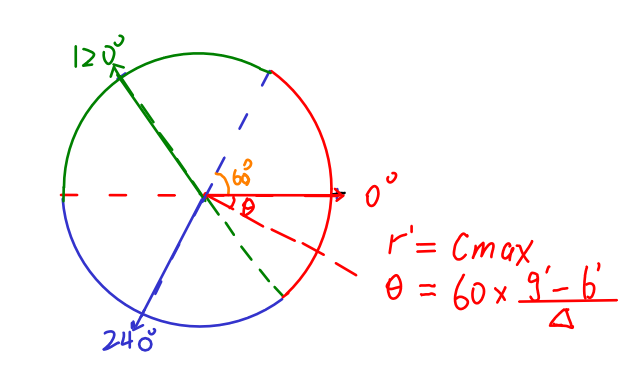 120°
60°
0°
θ
r' = Cmax
θ = 60 × g' - b' / Δ
240°